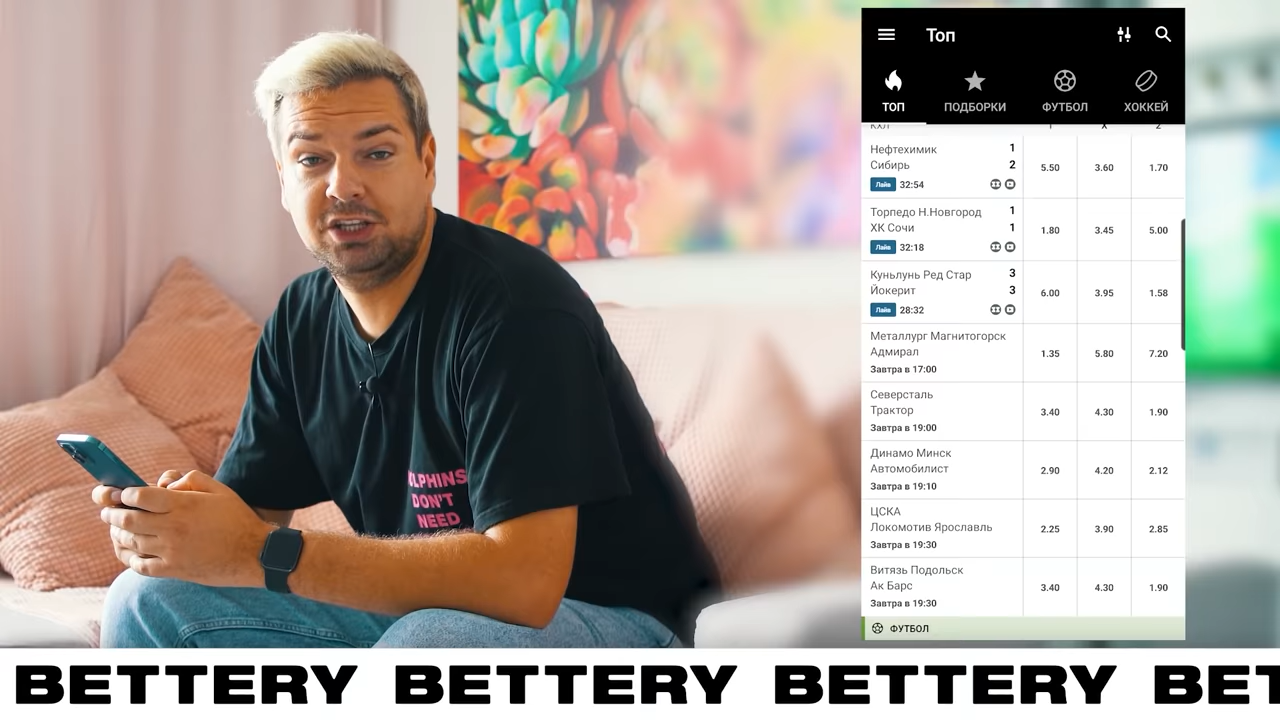 Топ
ТОП ПОДБОРКИ ФУТБОЛ ХОККЕЙ
КХЛ 1 X 2
Нефтехимик 1
Сибирь 2
5.50 3.60 1.70
Лайв 32:54
Торпедо Н.Новгород 1
ХК Сочи 1
1.80 3.45 5.00
Лайв 32:18
Куньлунь Ред Стар 3
Йокерит 3
6.00 3.95 1.58
Лайв 28:32
Металлург Магнитогорск
Адмирал
1.35 5.80 7.20
Завтра в 17:00
Северсталь
Трактор
3.40 4.30 1.90
Завтра в 19:00
Динамо Минск
Автомобилист
2.90 4.20 2.12
Завтра в 19:10
ЦСКА
Локомотив Ярославль
2.25 3.90 2.85
Завтра в 19:30
Витязь Подольск
Ак Барс
3.40 4.30 1.90
Завтра в 19:30
ФУТБОЛ
DOLPHINS
DON'T
NEED
BETTERY BETTERY BETTERY BET